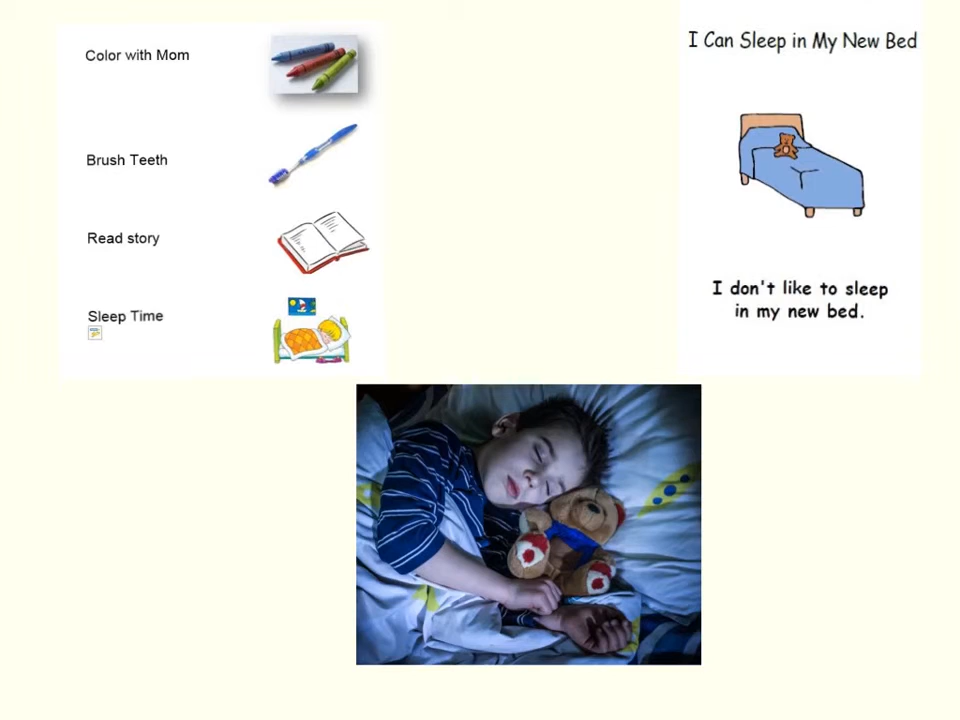 Color with Mom
Brush Teeth
Read story
Sleep Time
I Can Sleep in My New Bed
I don't like to sleep
in my new bed.